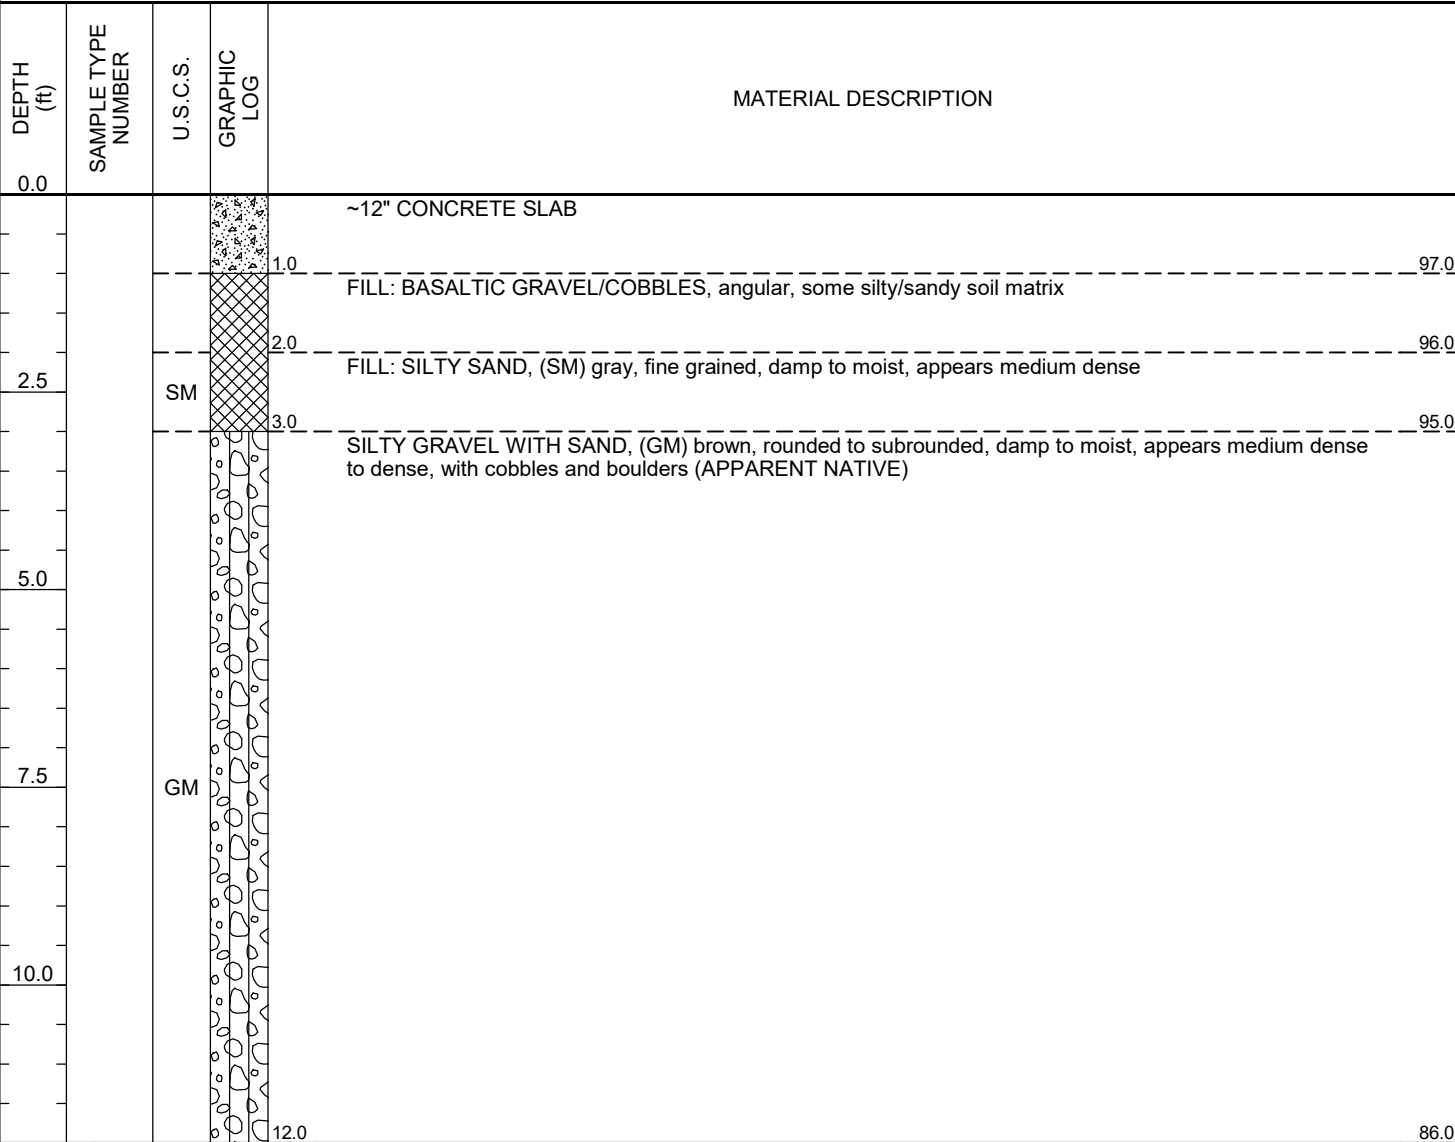 DEPTH
(ft)
SAMPLE TYPE
NUMBER
U.S.C.S.
GRAPHIC
LOG
MATERIAL DESCRIPTION
0.0
~12" CONCRETE SLAB
1.0
97.0
FILL: BASALTIC GRAVEL/COBBLES, angular, some silty/sandy soil matrix
2.0
96.0
FILL: SILTY SAND, (SM) gray, fine grained, damp to moist, appears medium dense
2.5
SM
3.0
95.0
SILTY GRAVEL WITH SAND, (GM) brown, rounded to subrounded, damp to moist, appears medium dense
to dense, with cobbles and boulders (APPARENT NATIVE)
5.0
7.5
GM
10.0
12.0
86.0